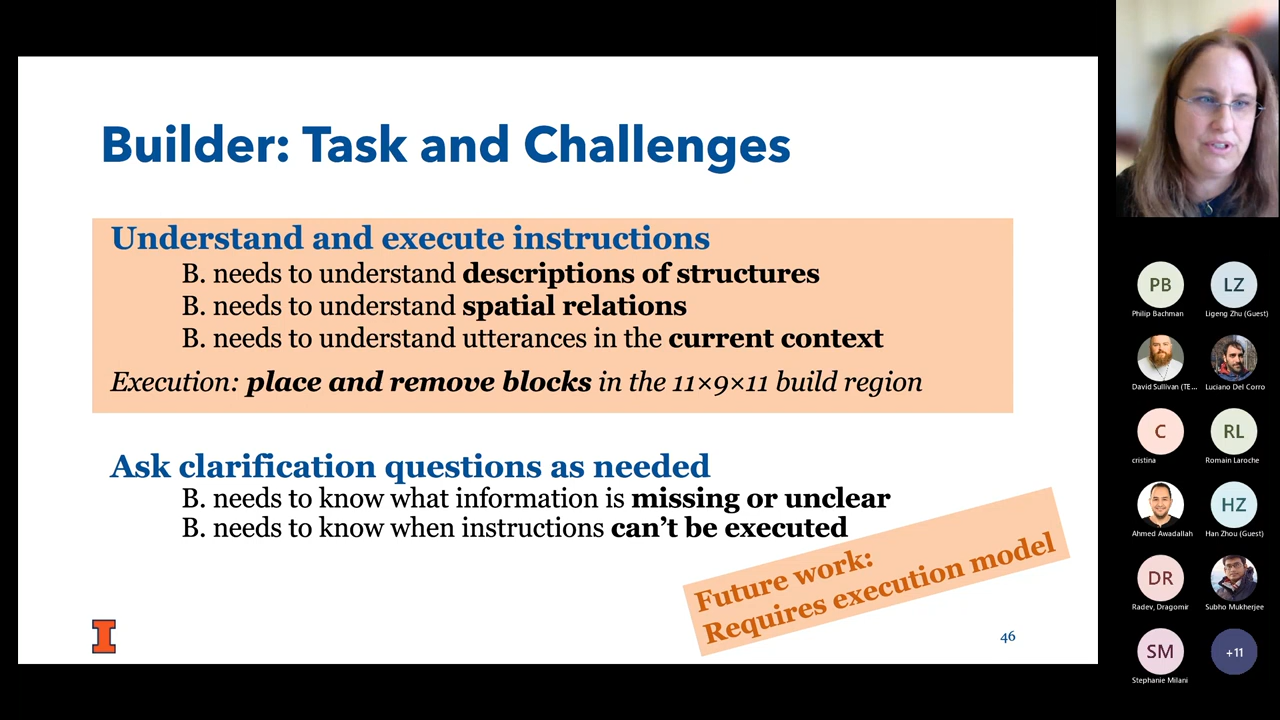 Builder: Task and Challenges
Understand and execute instructions
B. needs to understand descriptions of structures
B. needs to understand spatial relations
B. needs to understand utterances in the current context
Execution: place and remove blocks in the 11×9×11 build region
Ask clarification questions as needed
B. needs to know what information is missing or unclear
B. needs to know when instructions can’t be executed
Future work:
Requires execution model
I
46
PB
LZ
Philip Bachman
Ligeng Zhu (Guest)
David Sullivan (TE...
Luciano Del Corro
C
RL
cristina
Romain Laroche
HZ
Ahmed Awadallah
Han Zhou (Guest)
DR
Radev, Dragomir
Subho Mukherjee
SM
+11
Stephanie Milani